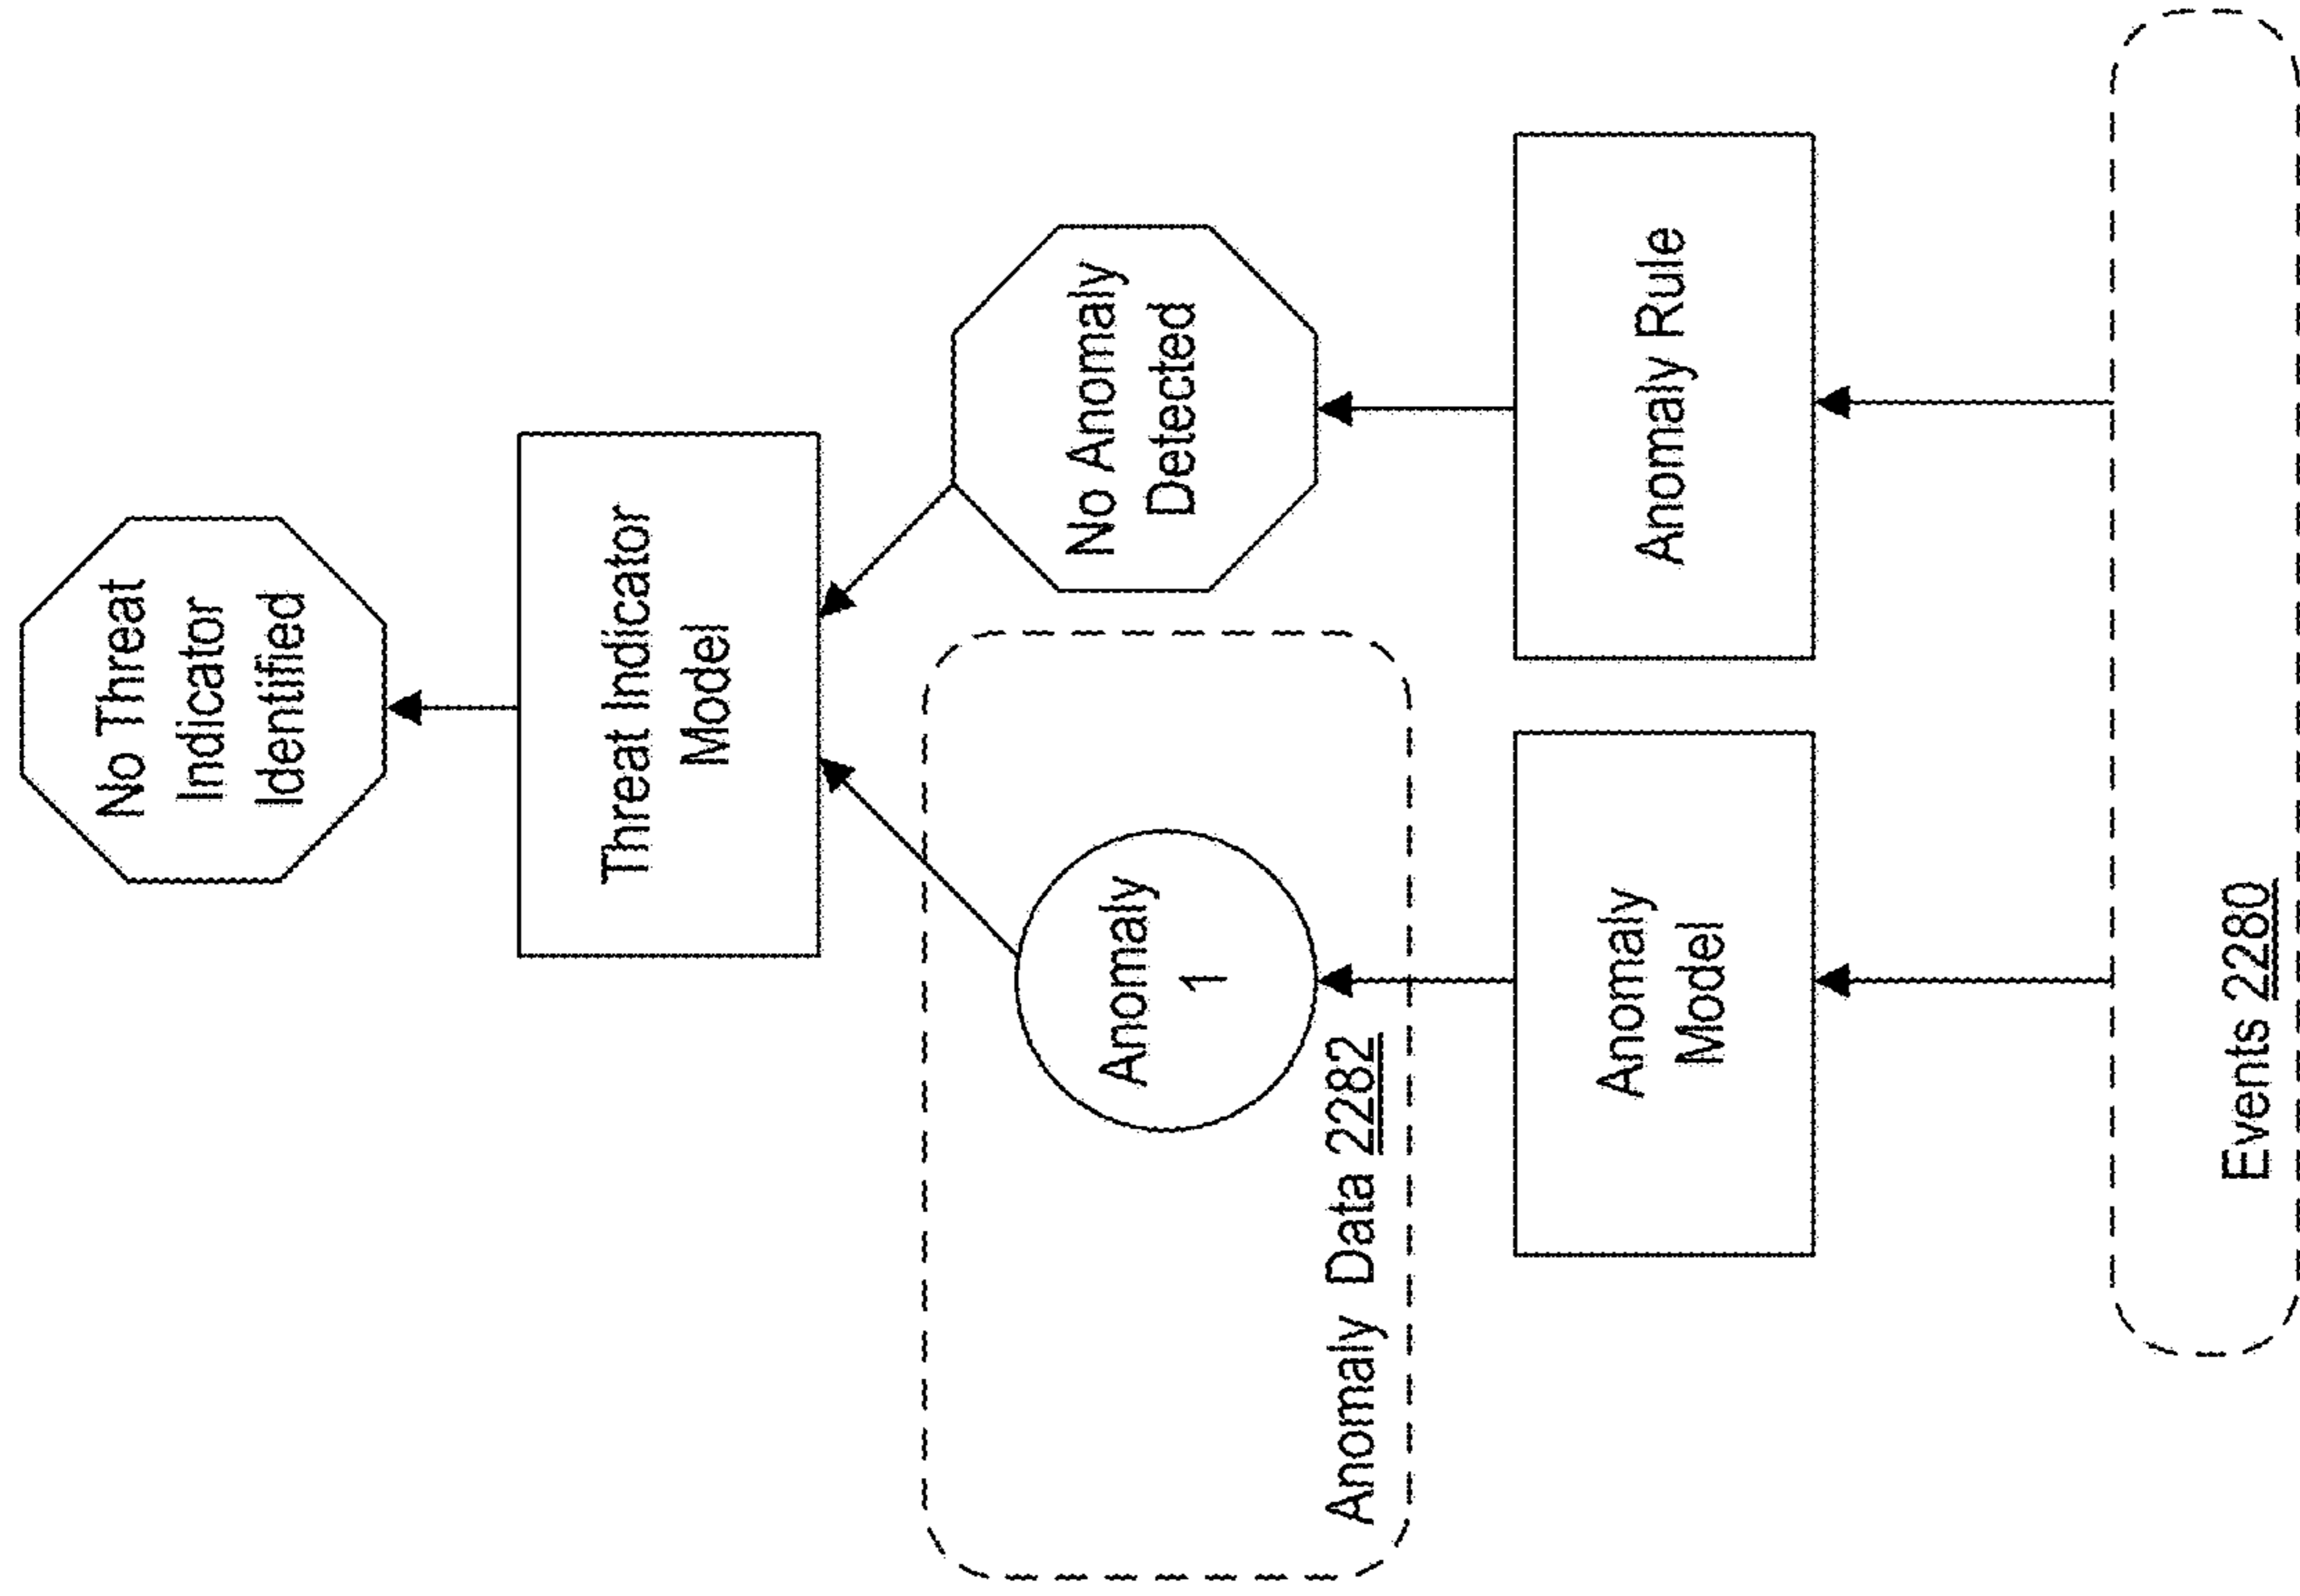 No Threat
Indicator
Identified
Threat Indicator
Model
Anomaly
1
No Anomaly
Detected
Anomaly Data 2282
Anomaly
Model
Anomaly Rule
Events 2280